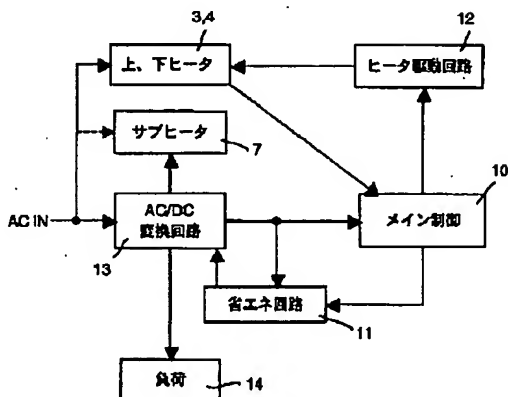 3,4
上、下ヒータ
12
ヒータ駆動回路
サブヒータ
7
10
AC IN
AC/DC
変換回路
メイン制御
13
省エネ回路
11
負荷
14